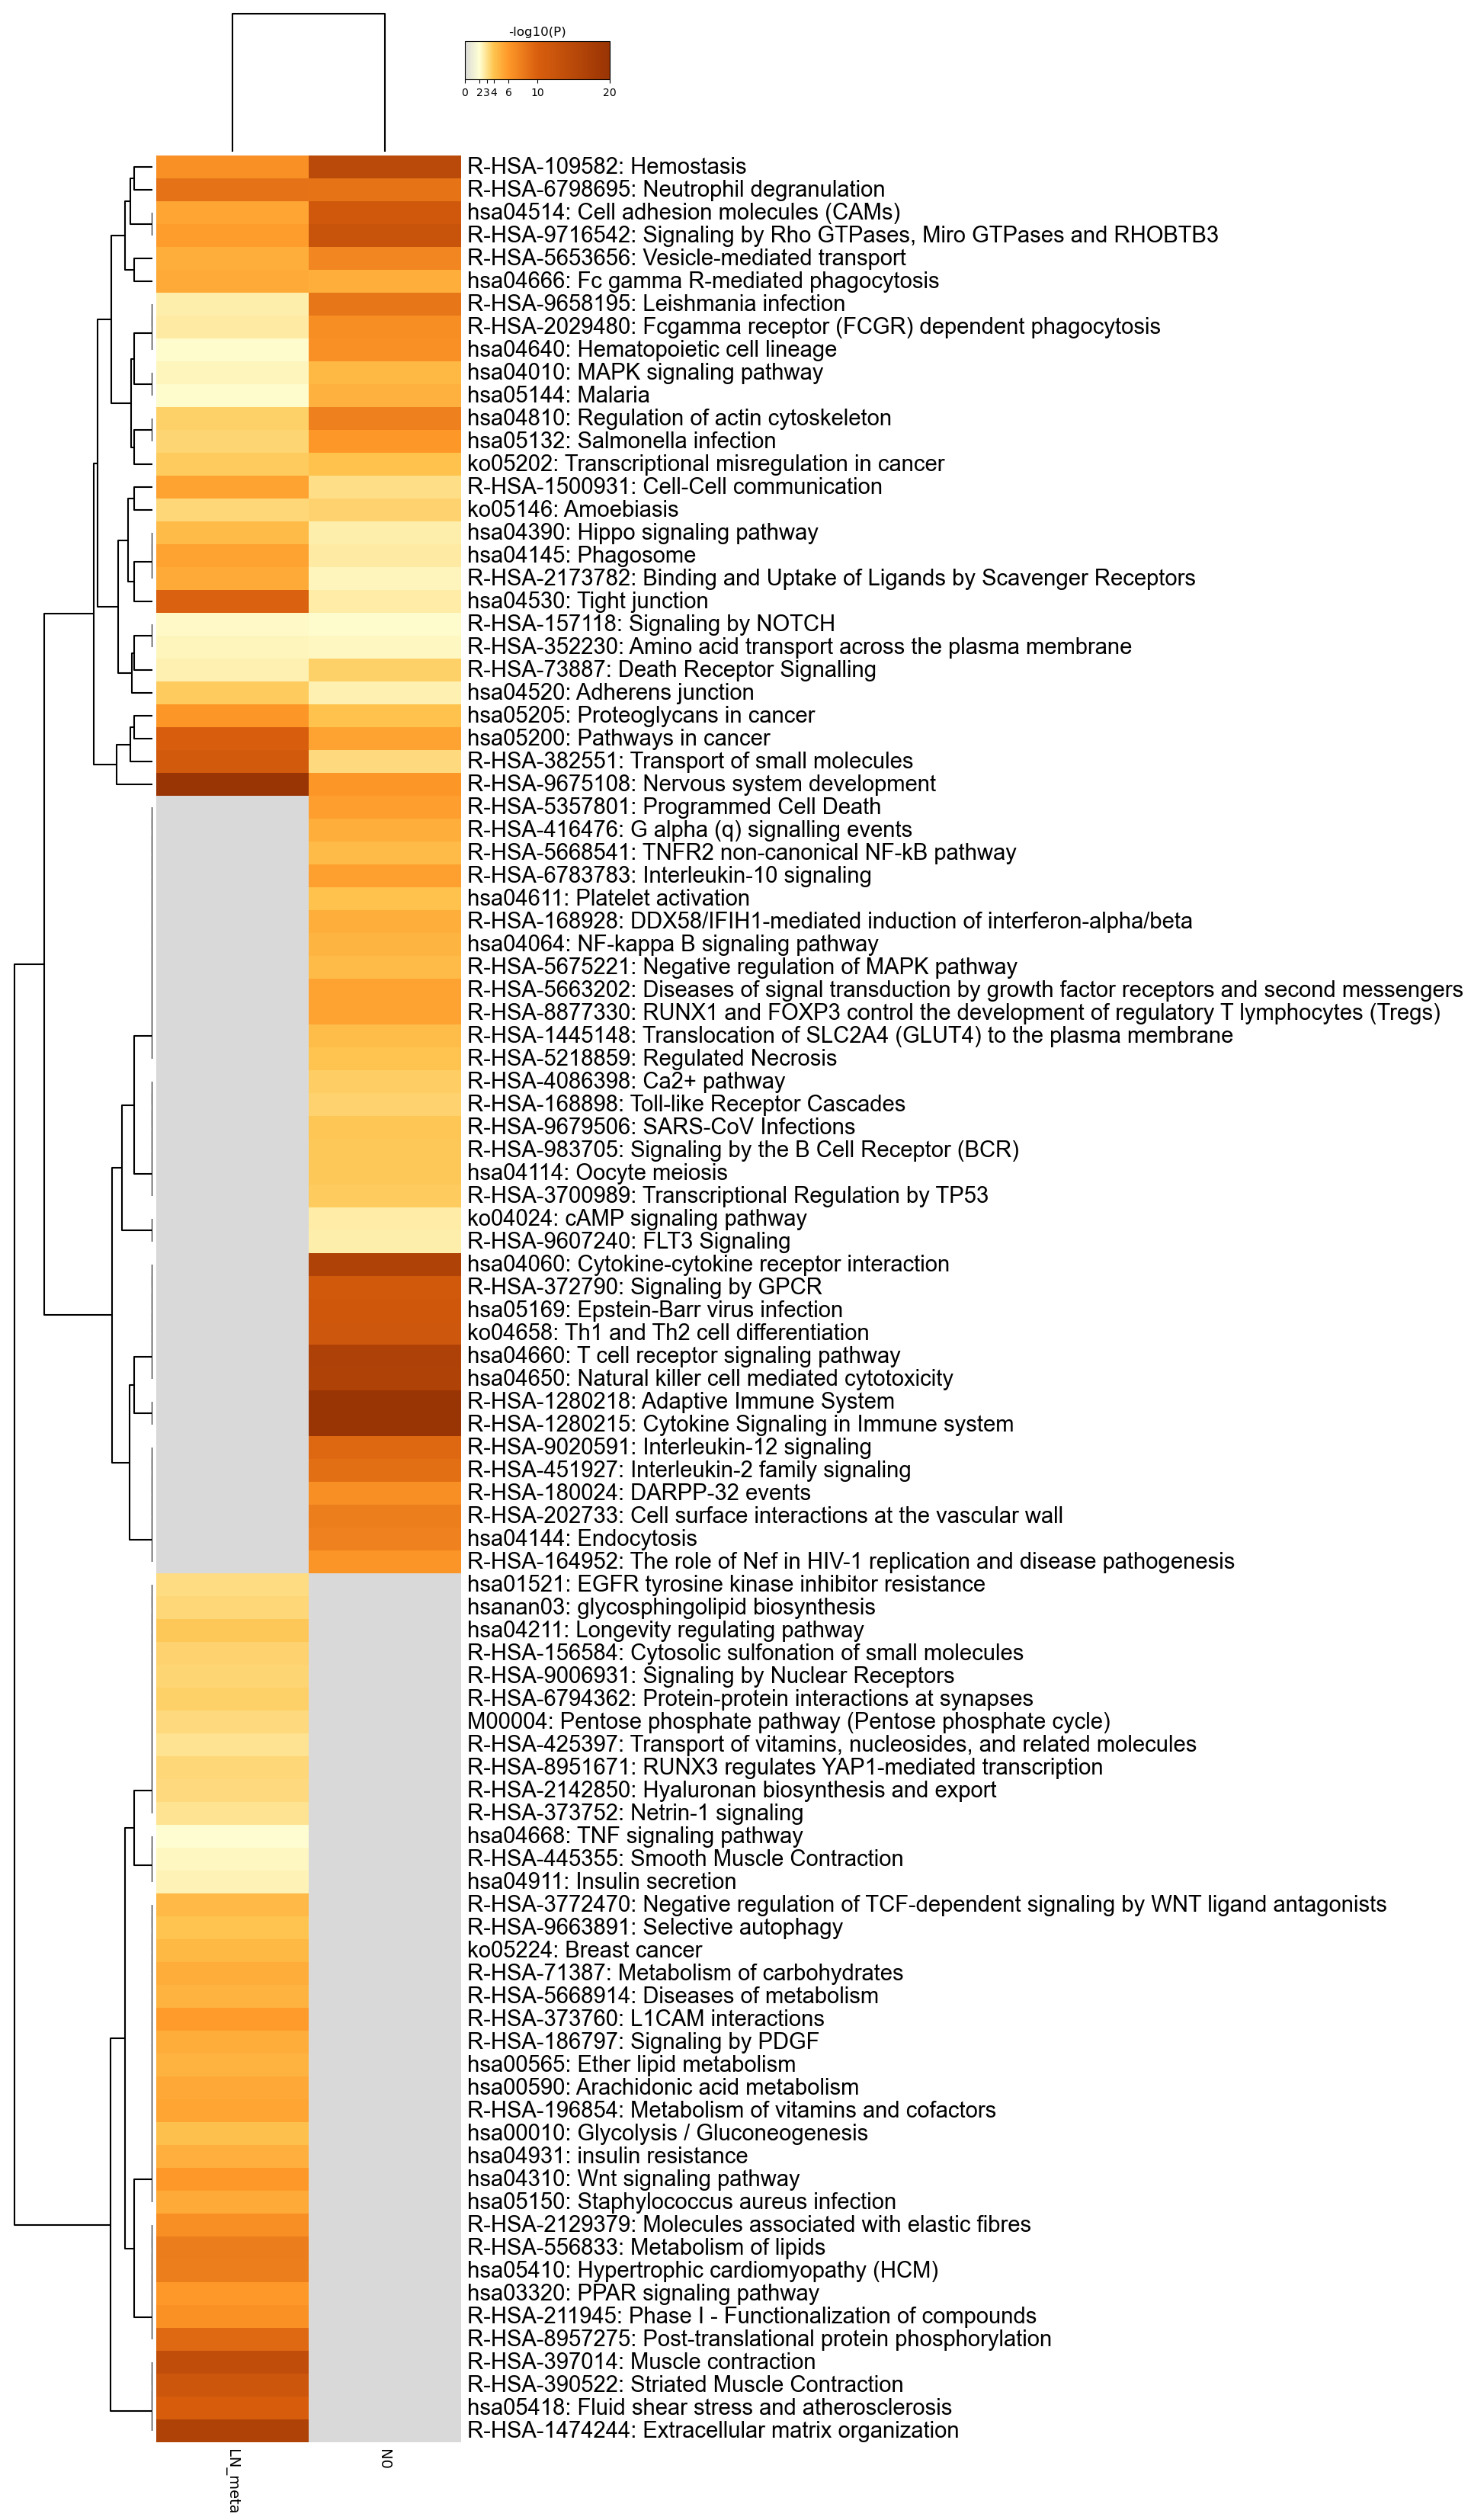 -log10(P)
0 2 3 4 6 10 20
R-HSA-109582: Hemostasis
R-HSA-6798695: Neutrophil degranulation
hsa04514: Cell adhesion molecules (CAMs)
R-HSA-9716542: Signaling by Rho GTPases, Miro GTPases and RHOBTB3
R-HSA-5653656: Vesicle-mediated transport
hsa04666: Fc gamma R-mediated phagocytosis
R-HSA-9658195: Leishmania infection
R-HSA-2029480: Fcgamma receptor (FCGR) dependent phagocytosis
hsa04640: Hematopoietic cell lineage
hsa04010: MAPK signaling pathway
hsa05144: Malaria
hsa04810: Regulation of actin cytoskeleton
hsa05132: Salmonella infection
ko05202: Transcriptional misregulation in cancer
R-HSA-1500931: Cell-Cell communication
ko05146: Amoebiasis
hsa04390: Hippo signaling pathway
hsa04145: Phagosome
R-HSA-2173782: Binding and Uptake of Ligands by Scavenger Receptors
hsa04530: Tight junction
R-HSA-157118: Signaling by NOTCH
R-HSA-352230: Amino acid transport across the plasma membrane
R-HSA-73887: Death Receptor Signalling
hsa04520: Adherens junction
hsa05205: Proteoglycans in cancer
hsa05200: Pathways in cancer
R-HSA-382551: Transport of small molecules
R-HSA-9675108: Nervous system development
R-HSA-5357801: Programmed Cell Death
R-HSA-416476: G alpha (q) signalling events
R-HSA-5668541: TNFR2 non-canonical NF-kB pathway
R-HSA-6783783: Interleukin-10 signaling
hsa04611: Platelet activation
R-HSA-168928: DDX58/IFIH1-mediated induction of interferon-alpha/beta
hsa04064: NF-kappa B signaling pathway
R-HSA-5675221: Negative regulation of MAPK pathway
R-HSA-5663202: Diseases of signal transduction by growth factor receptors and second messengers
R-HSA-8877330: RUNX1 and FOXP3 control the development of regulatory T lymphocytes (Tregs)
R-HSA-1445148: Translocation of SLC2A4 (GLUT4) to the plasma membrane
R-HSA-5218859: Regulated Necrosis
R-HSA-4086398: Ca2+ pathway
R-HSA-168898: Toll-like Receptor Cascades
R-HSA-9679506: SARS-CoV Infections
R-HSA-983705: Signaling by the B Cell Receptor (BCR)
hsa04114: Oocyte meiosis
R-HSA-3700989: Transcriptional Regulation by TP53
ko04024: cAMP signaling pathway
R-HSA-9607240: FLT3 Signaling
hsa04060: Cytokine-cytokine receptor interaction
R-HSA-372790: Signaling by GPCR
hsa05169: Epstein-Barr virus infection
ko04658: Th1 and Th2 cell differentiation
hsa04660: T cell receptor signaling pathway
hsa04650: Natural killer cell mediated cytotoxicity
R-HSA-1280218: Adaptive Immune System
R-HSA-1280215: Cytokine Signaling in Immune system
R-HSA-9020591: Interleukin-12 signaling
R-HSA-451927: Interleukin-2 family signaling
R-HSA-180024: DARPP-32 events
R-HSA-202733: Cell surface interactions at the vascular wall
hsa04144: Endocytosis
R-HSA-164952: The role of Nef in HIV-1 replication and disease pathogenesis
hsa01521: EGFR tyrosine kinase inhibitor resistance
hsanan03: glycosphingolipid biosynthesis
hsa04211: Longevity regulating pathway
R-HSA-156584: Cytosolic sulfonation of small molecules
R-HSA-9006931: Signaling by Nuclear Receptors
R-HSA-6794362: Protein-protein interactions at synapses
M00004: Pentose phosphate pathway (Pentose phosphate cycle)
R-HSA-425397: Transport of vitamins, nucleosides, and related molecules
R-HSA-8951671: RUNX3 regulates YAP1-mediated transcription
R-HSA-2142850: Hyaluronan biosynthesis and export
R-HSA-373752: Netrin-1 signaling
hsa04668: TNF signaling pathway
R-HSA-445355: Smooth Muscle Contraction
hsa04911: Insulin secretion
R-HSA-3772470: Negative regulation of TCF-dependent signaling by WNT ligand antagonists
R-HSA-9663891: Selective autophagy
ko05224: Breast cancer
R-HSA-71387: Metabolism of carbohydrates
R-HSA-5668914: Diseases of metabolism
R-HSA-373760: L1CAM interactions
R-HSA-186797: Signaling by PDGF
hsa00565: Ether lipid metabolism
hsa00590: Arachidonic acid metabolism
R-HSA-196854: Metabolism of vitamins and cofactors
hsa00010: Glycolysis / Gluconeogenesis
hsa04931: insulin resistance
hsa04310: Wnt signaling pathway
hsa05150: Staphylococcus aureus infection
R-HSA-2129379: Molecules associated with elastic fibres
R-HSA-556833: Metabolism of lipids
hsa05410: Hypertrophic cardiomyopathy (HCM)
hsa03320: PPAR signaling pathway
R-HSA-211945: Phase I - Functionalization of compounds
R-HSA-8957275: Post-translational protein phosphorylation
R-HSA-397014: Muscle contraction
R-HSA-390522: Striated Muscle Contraction
hsa05418: Fluid shear stress and atherosclerosis
R-HSA-1474244: Extracellular matrix organization
LN_meta
N0